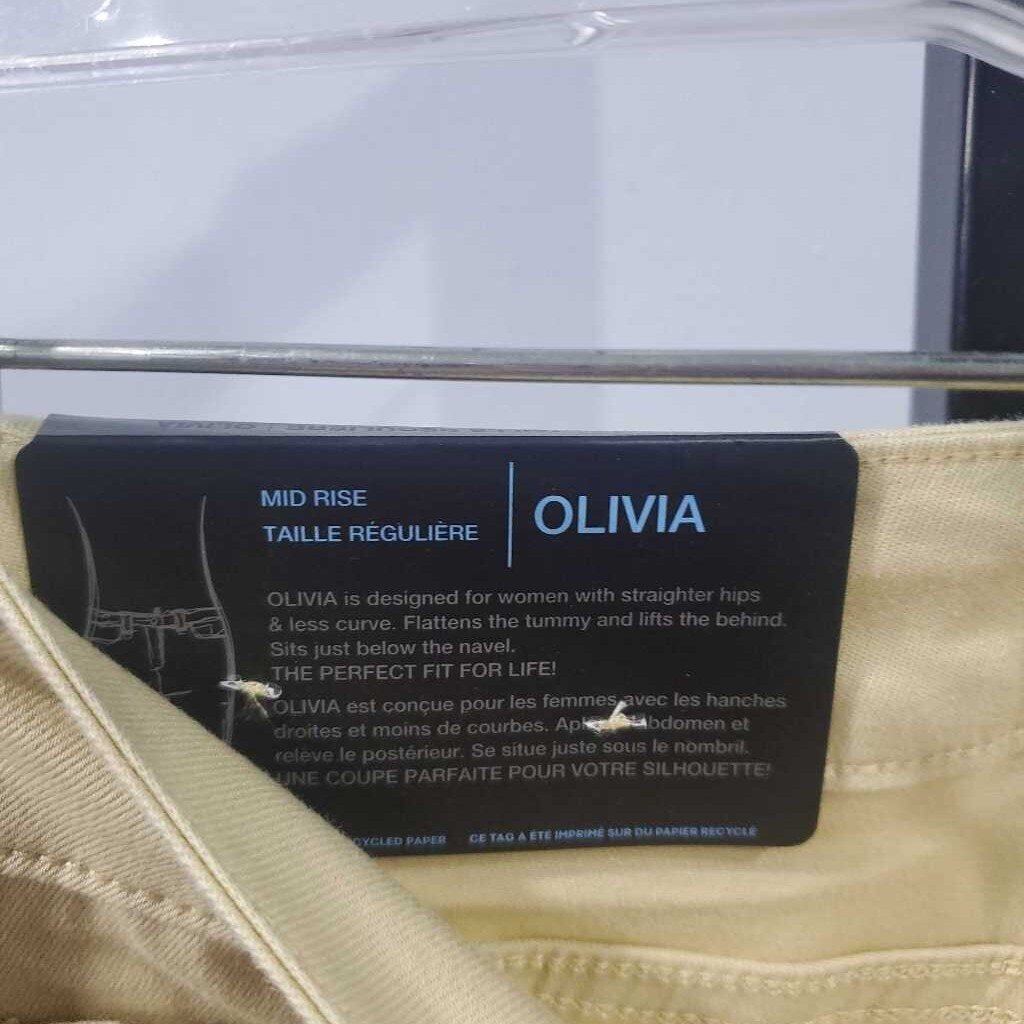 MID RISE
TAILLE RÉGULIÈRE
OLIVIA
OLIVIA is designed for women with straighter hips
& less curve. Flattens the tummy and lifts the behind.
Sits just below the navel.
THE PERFECT FIT FOR LIFE!
OLIVIA est conçue pour les femmes avec les hanches
droites et moins de courbes. bdomen et
relève le postérieur. Se situe juste sous le nombril.
UNE COUPE PARFAITE POUR VOTRE SILHOUETTE!
CYCLED PAPER CE TAG A ÉTÉ IMPRIMÉ SUR DU PAPIER RECYCLÉ